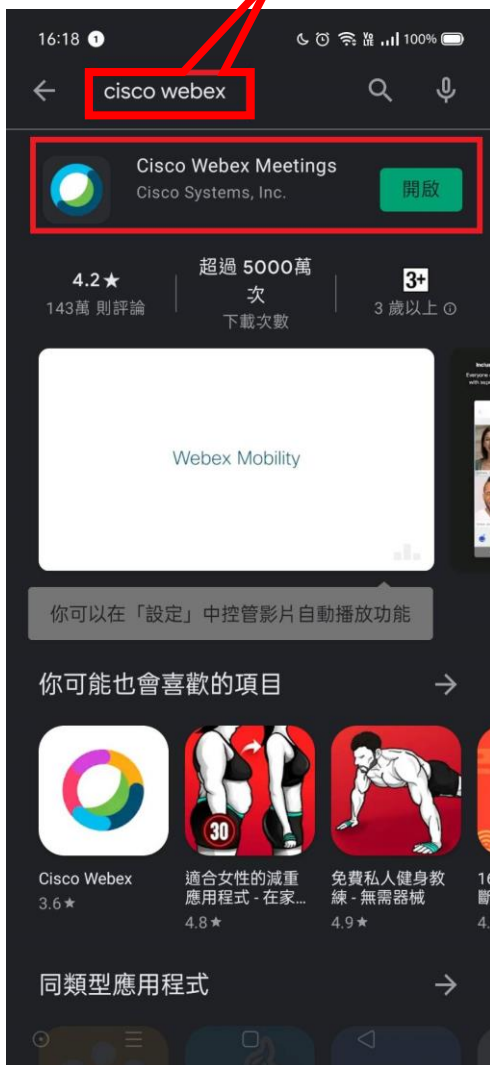 16:18 1 Vo LTE 100%
cisco webex
Cisco Webex Meetings
Cisco Systems, Inc.
開啟
4.2★
143萬 則評論
超過 5000萬
次
下載次數
3+
3 歲以上
Webex Mobility
你可以在「設定」中控管影片自動播放功能
你可能也會喜歡的項目
30
Cisco Webex
3.6★
適合女性的減重
應用程式 - 在家...
4.8★
免費私人健身教
練 - 無需器械
4.9★
斷
4.
同類型應用程式